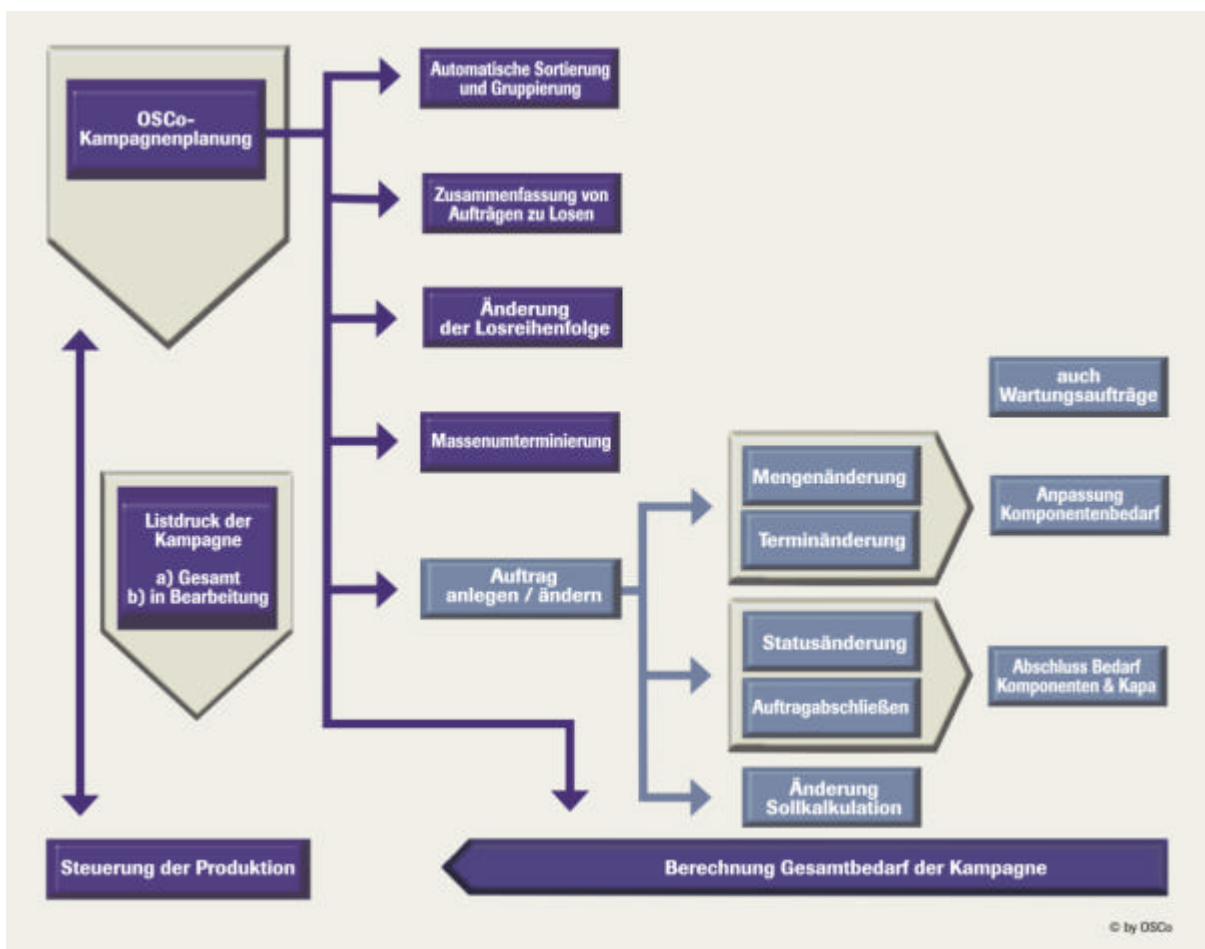 OSCo-
Kampagnenplanung
Automatische Sortierung
und Gruppierung
Zusammenfassung von
Aufträgen zu Losen
Änderung
der Losreihenfolge
auch
Wartungsaufträge
Massenumterminierung
Mengenänderung
Terminänderung
Anpassung
Komponentenbedarf
Listdruck der
Kampagne
a) Gesamt
b) in Bearbeitung
Auftrag
anlegen / ändern
Statusänderung
Auftragabschließen
Abschluss Bedarf
Komponenten & Kapa
Änderung
Sollkalkulation
Steuerung der Produktion
Berechnung Gesamtbedarf der Kampagne
© by OSCo